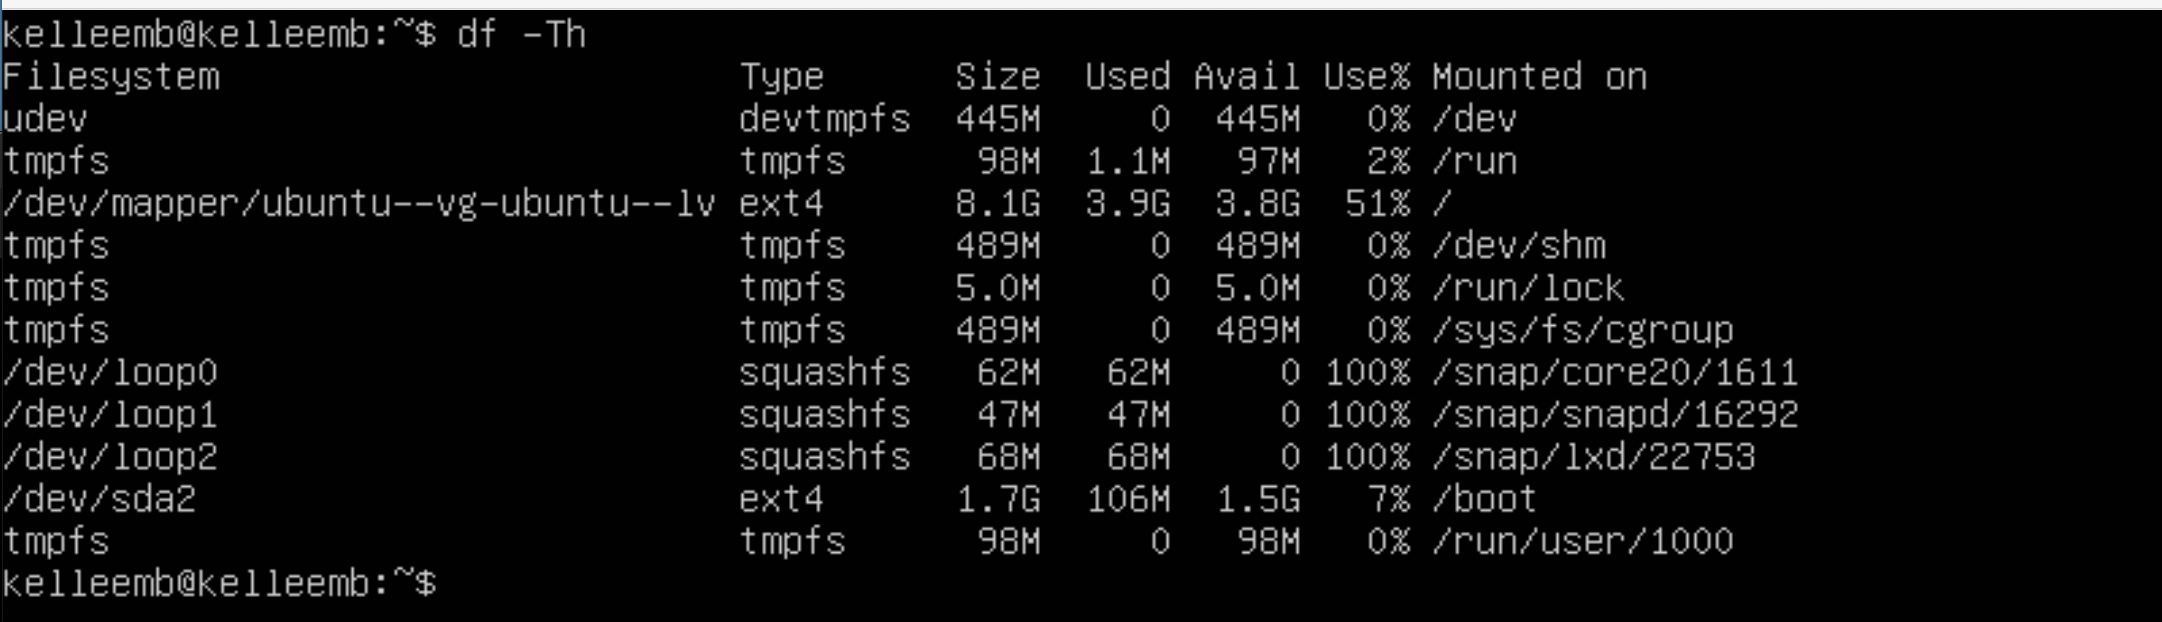 kelleemb@kelleemb:~$ df -Th
Filesystem                        Type      Size  Used Avail Use% Mounted on
udev                              devtmpfs  445M     0  445M   0% /dev
tmpfs                             tmpfs      98M  1.1M   97M   2% /run
/dev/mapper/ubuntu--vg-ubuntu--lv ext4      8.1G  3.9G  3.8G  51% /
tmpfs                             tmpfs     489M     0  489M   0% /dev/shm
tmpfs                             tmpfs     5.0M     0  5.0M   0% /run/lock
tmpfs                             tmpfs     489M     0  489M   0% /sys/fs/cgroup
/dev/loop0                        squashfs   62M   62M     0 100% /snap/core20/1611
/dev/loop1                        squashfs   47M   47M     0 100% /snap/snapd/16292
/dev/loop2                        squashfs   68M   68M     0 100% /snap/lxd/22753
/dev/sda2                         ext4      1.7G  106M  1.5G   7% /boot
tmpfs                             tmpfs      98M     0   98M   0% /run/user/1000
kelleemb@kelleemb:~$